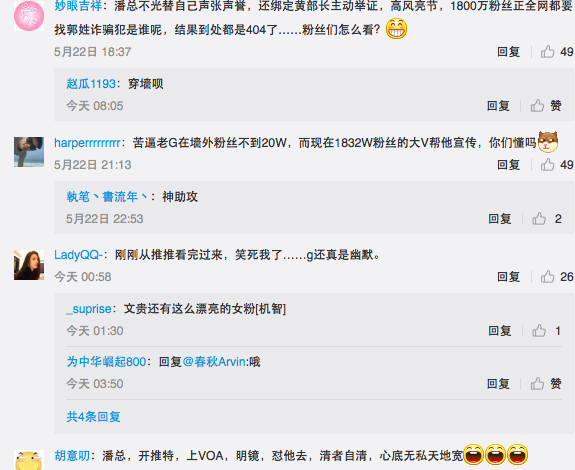 妙眼吉祥：潘总不光替自己声张声誉，还绑定黄部长主动举证，高风亮节，1800万粉丝正全网都要
找郭姓诈骗犯是谁呢，结果到处都是404了……粉丝们怎么看？
5月22日 18:37 回复 49
赵瓜1193：穿墙呗
今天 08:05 回复 赞
harperrrrrrrrr：苦逼老G在墙外粉丝不到20W，而现在1832W粉丝的大V帮他宣传，你们懂吗
5月22日 21:13 回复 49
執笔丶書流年丶：神助攻
5月22日 22:53 回复 2
LadyQQ-：刚刚从推推看完过来，笑死我了……g还真是幽默。
今天 00:58 回复 26
_suprise：文贵还有这么漂亮的女粉[机智]
今天 01:30 回复 1
为中华崛起800：回复@春秋Arvin:哦
今天 03:50 回复 赞
共4条回复
胡意叨：潘总，开推特，上VOA，明镜，怼他去，清者自清，心底无私天地宽